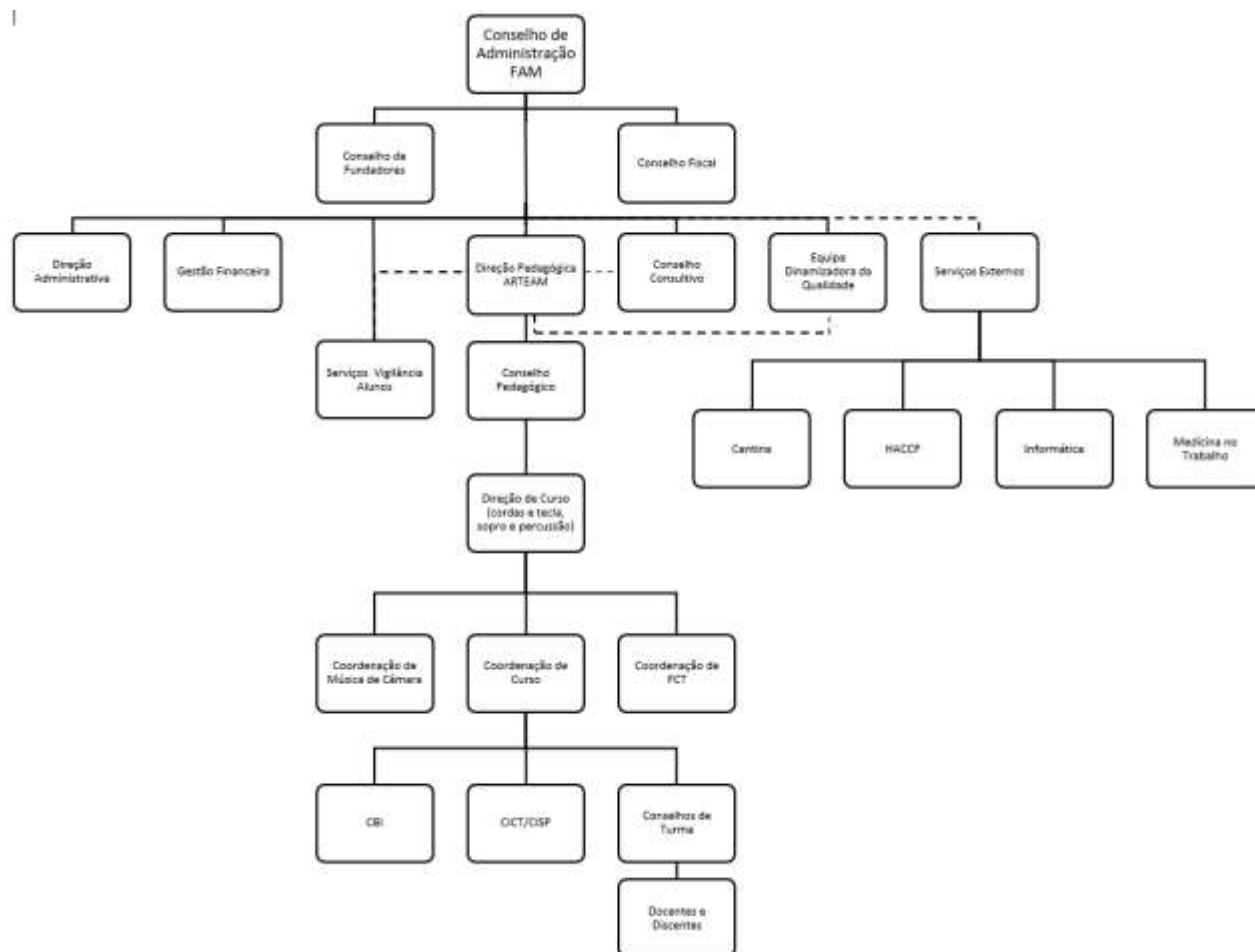 Conselho de
Administração
FAM
Conselho de
Fundadores
Conselho Fiscal
Direção
Administrativa
Gestão Financeira
Direção Pedagógica
ARTEAM
Conselho
Consultivo
Equipa
Dinamizadora da
Qualidade
Serviços Externos
Serviços Vigilância
Alunos
Conselho
Pedagógico
Cantina
HACCP
Informática
Medicina no
Trabalho
Direção de Curso
(cordas e tecla,
sopro e percussão)
Coordenação de
Música de Câmara
Coordenação de
Curso
Coordenação de
FCT
CBI
CICT/CISP
Conselhos de
Turma
Docentes e
Discentes